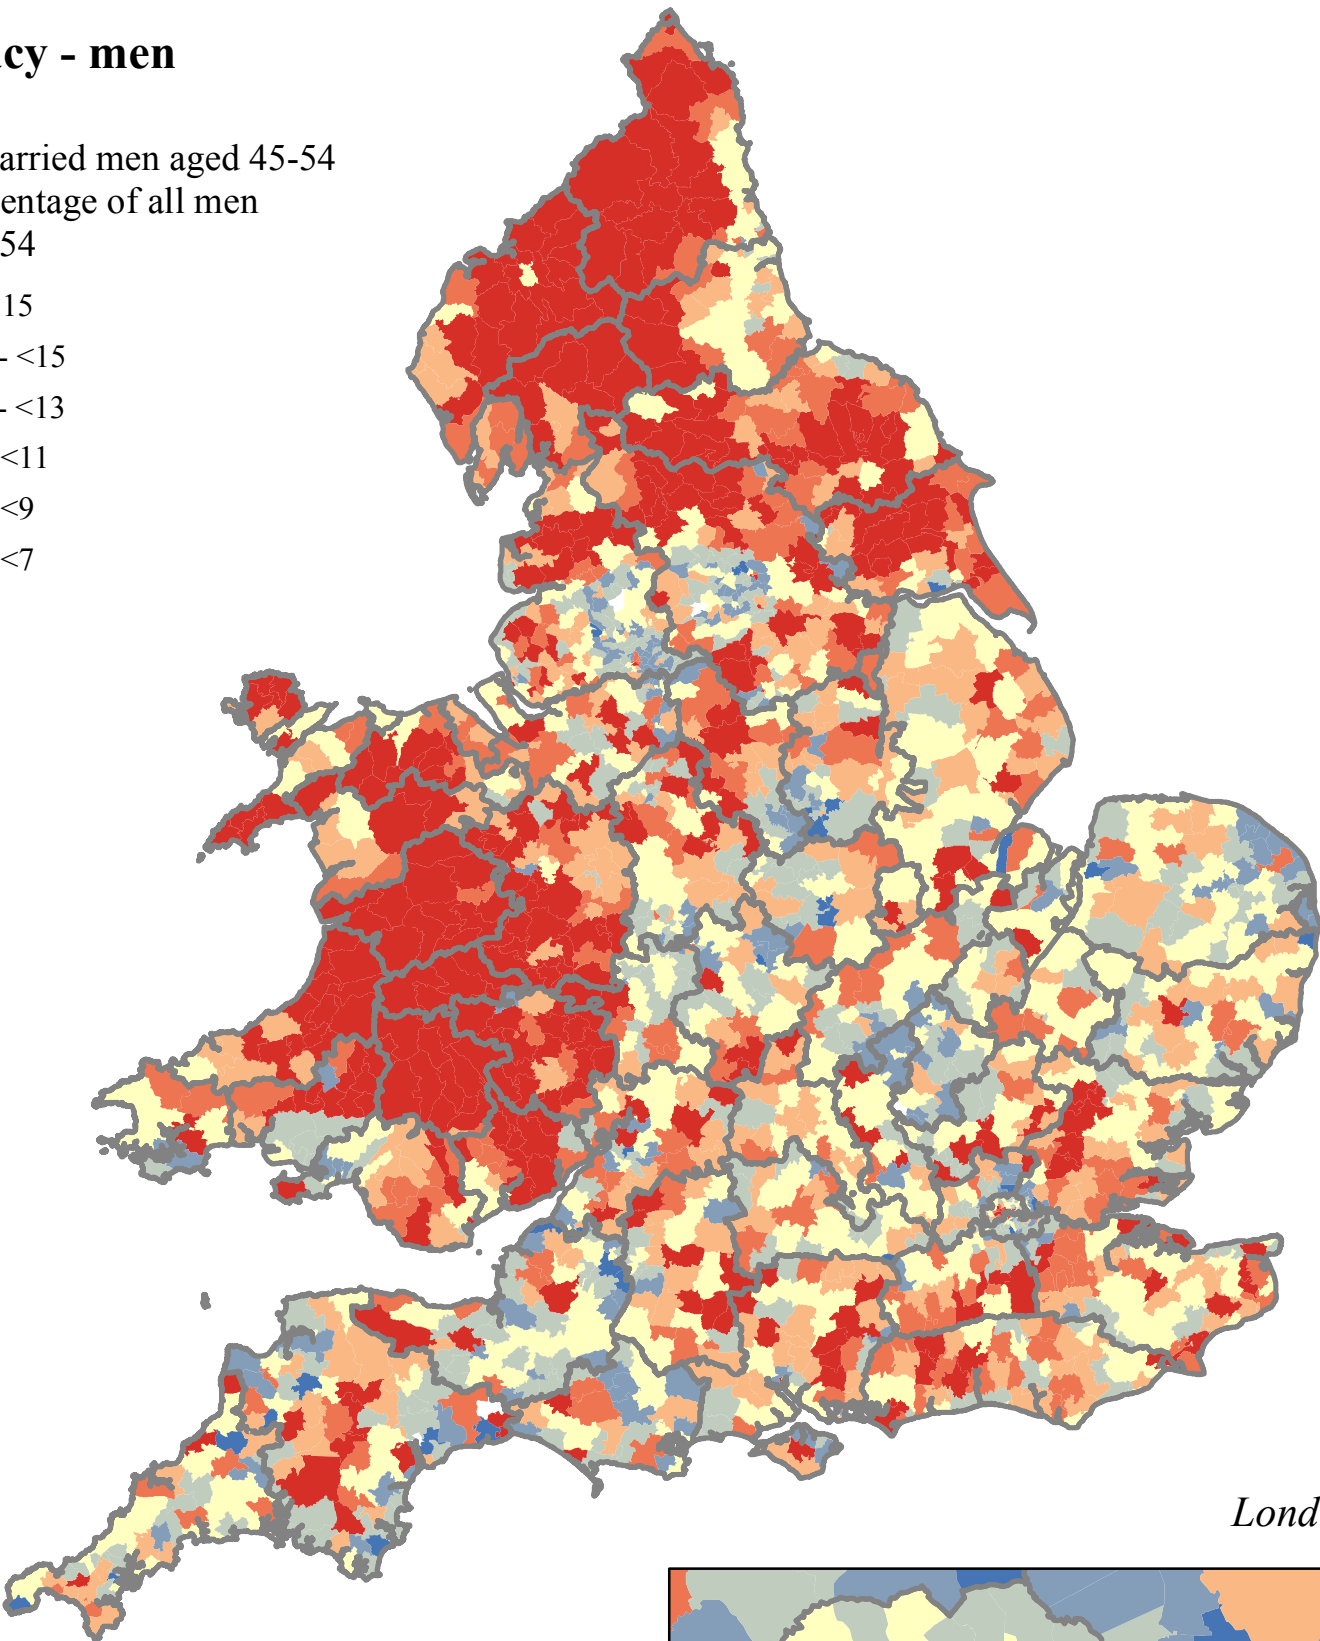 cy - men
arried men aged 45-54
entage of all men
54
15
- <15
- <13
<11
<9
<7
Lond